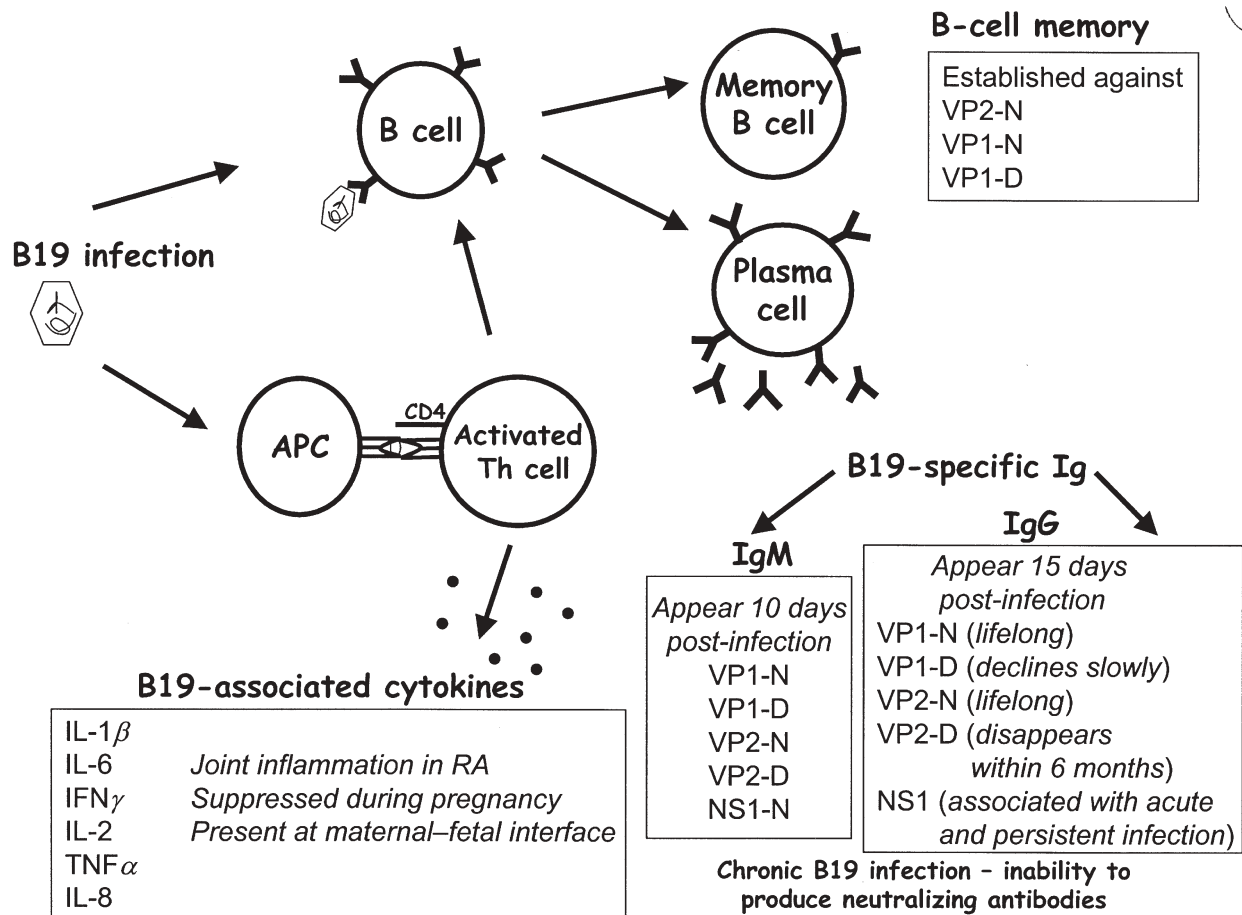 B-cell memory
Established against
VP2-N
VP1-N
VP1-D
B cell
Memory
B cell
B19 infection
Plasma
cell
APC
CD4
Activated
Th cell
B19-specific Ig
IgM
Appear 10 days
post-infection
VP1-N
VP1-D
VP2-N
VP2-D
NS1-N
IgG
Appear 15 days
post-infection
VP1-N (lifelong)
VP1-D (declines slowly)
VP2-N (lifelong)
VP2-D (disappears
within 6 months)
NS1 (associated with acute
and persistent infection)
B19-associated cytokines
IL-1β
IL-6 Joint inflammation in RA
IFNγ Suppressed during pregnancy
IL-2 Present at maternal–fetal interface
TNFα
IL-8
Chronic B19 infection – inability to
produce neutralizing antibodies